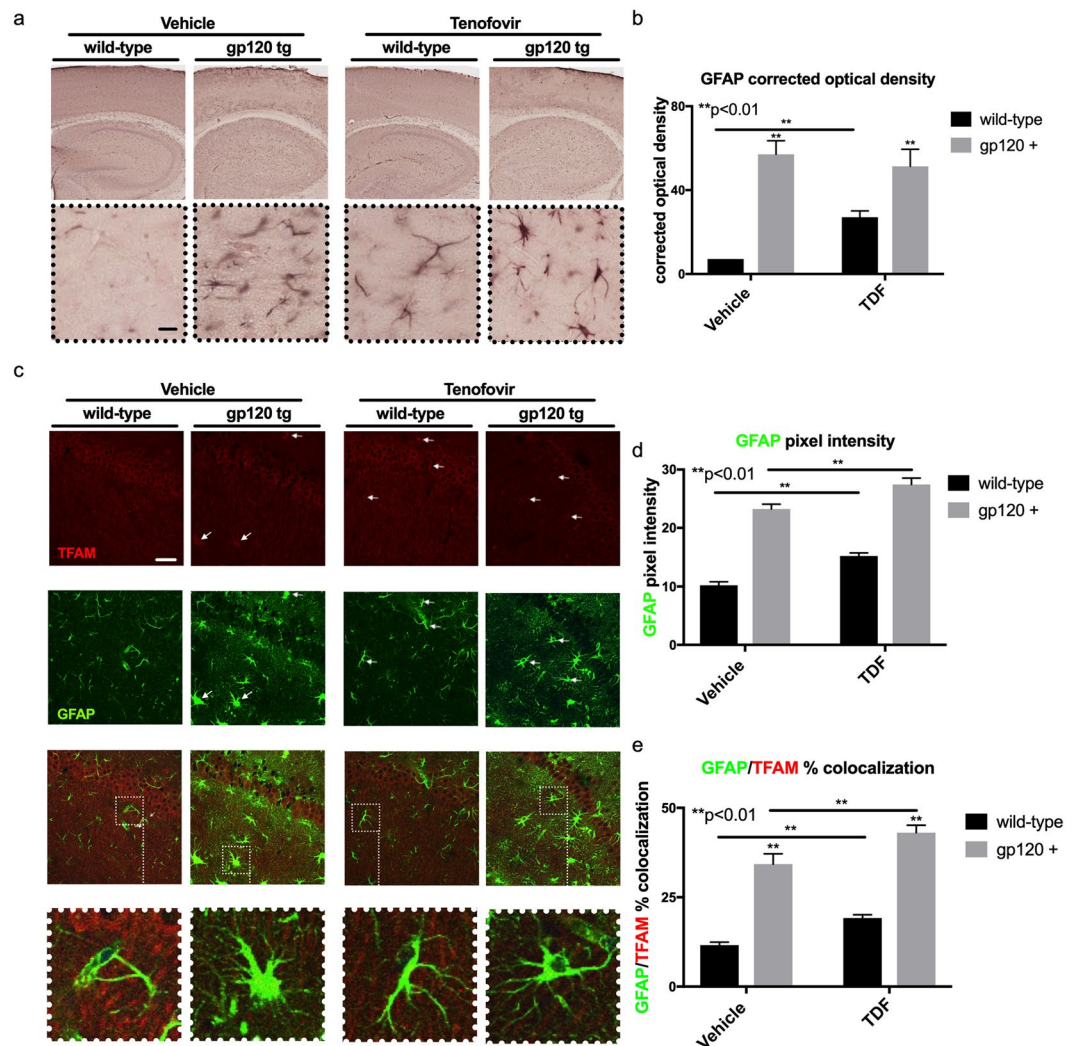 a
Vehicle
Tenofovir
wild-type
gp120 tg
wild-type
gp120 tg
b
GFAP corrected optical density
corrected optical density
80
40
0
**p<0.01
**
**
**
wild-type
gp120 +
Vehicle
TDF
c
Vehicle
Tenofovir
wild-type
gp120 tg
wild-type
gp120 tg
TFAM
GFAP
d
GFAP pixel intensity
GFAP pixel intensity
30
20
10
0
**p<0.01
**
**
wild-type
gp120 +
Vehicle
TDF
e
GFAP/TFAM % colocalization
GFAP/TFAM % colocalization
50
25
0
**p<0.01
**
**
**
**
wild-type
gp120 +
Vehicle
TDF